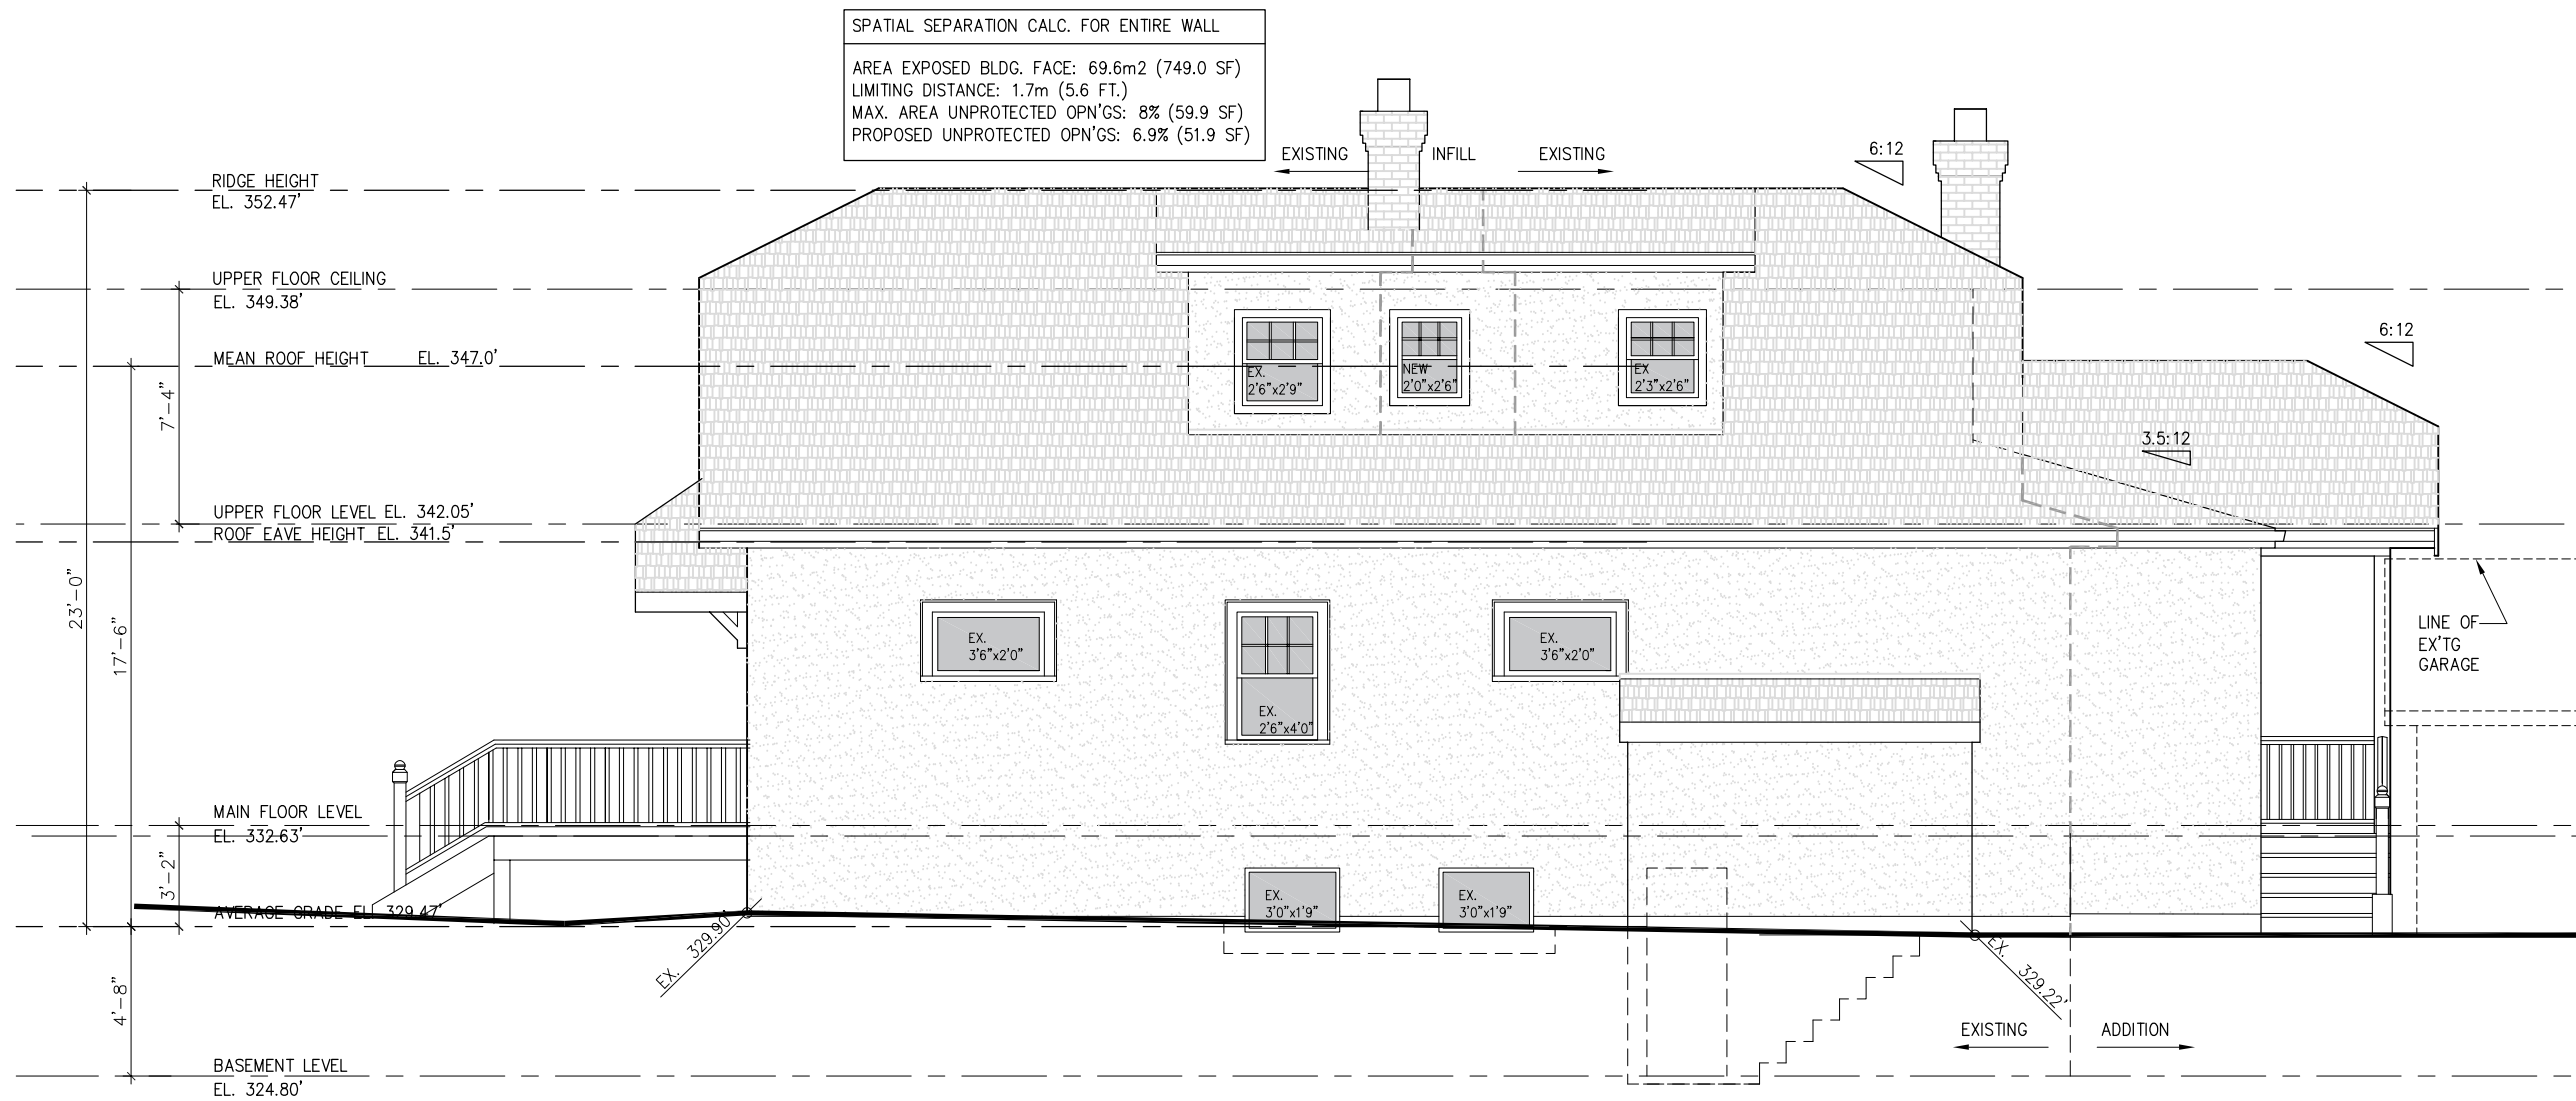 SPATIAL SEPARATION CALC. FOR ENTIRE WALL
AREA EXPOSED BLDG. FACE: 69.6m2 (749.0 SF)
LIMITING DISTANCE: 1.7m (5.6 FT.)
MAX. AREA UNPROTECTED OPN'GS: 8% (59.9 SF)
PROPOSED UNPROTECTED OPN'GS: 6.9% (51.9 SF)
EXISTING
INFILL
EXISTING
6:12
RIDGE HEIGHT
EL. 352.47'
UPPER FLOOR CEILING
EL. 349.38'
6:12
MEAN ROOF HEIGHT EL. 347.0'
EX.
2'6"x2'9"
NEW
2'0"x2'6"
EX
2'3"x2'6"
7'-4"
3.5:12
UPPER FLOOR LEVEL EL. 342.05'
ROOF EAVE HEIGHT EL. 341.5'
23'-0"
17'-6"
EX.
3'6"x2'0"
EX.
2'6"x4'0"
EX.
3'6"x2'0"
LINE OF
EX'TG
GARAGE
MAIN FLOOR LEVEL
EL. 332.63'
3'-2"
AVERAGE GRADE EL. 329.47'
EX.
3'0"x1'9"
EX.
3'0"x1'9"
EX. 329.90'
EX. 329.22'
4'-8"
EXISTING
ADDITION
BASEMENT LEVEL
EL. 324.80'